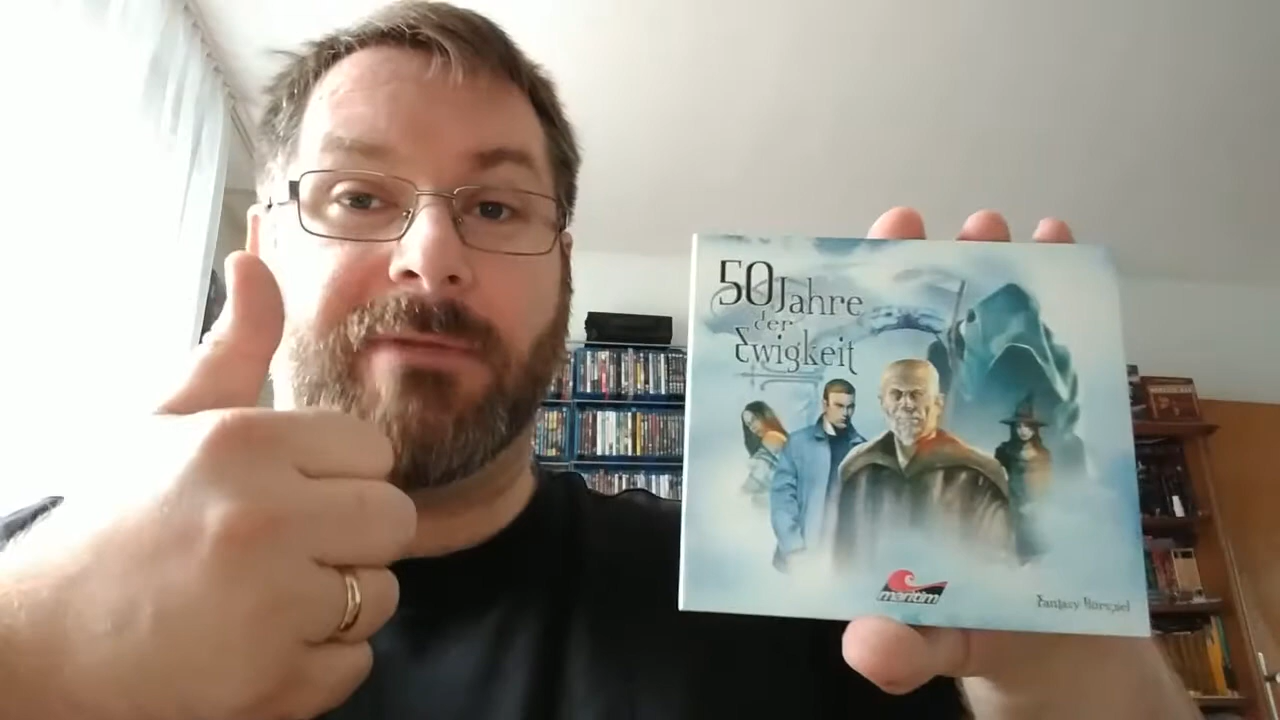 50 Jahre
der
Ewigkeit
maritim
Fantasy Hörspiel